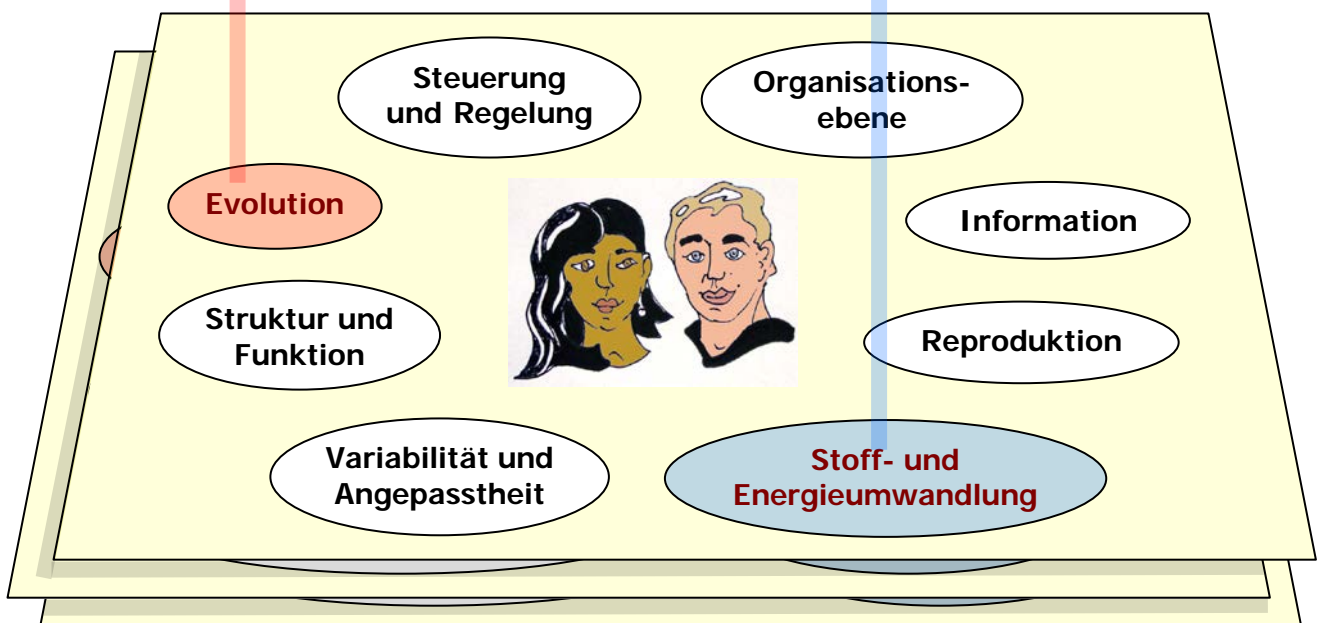 Steuerung
und Regelung
Organisations-
ebene
Evolution
Information
Struktur und
Funktion
Reproduktion
Variabilität und
Angepasstheit
Stoff- und
Energieumwandlung